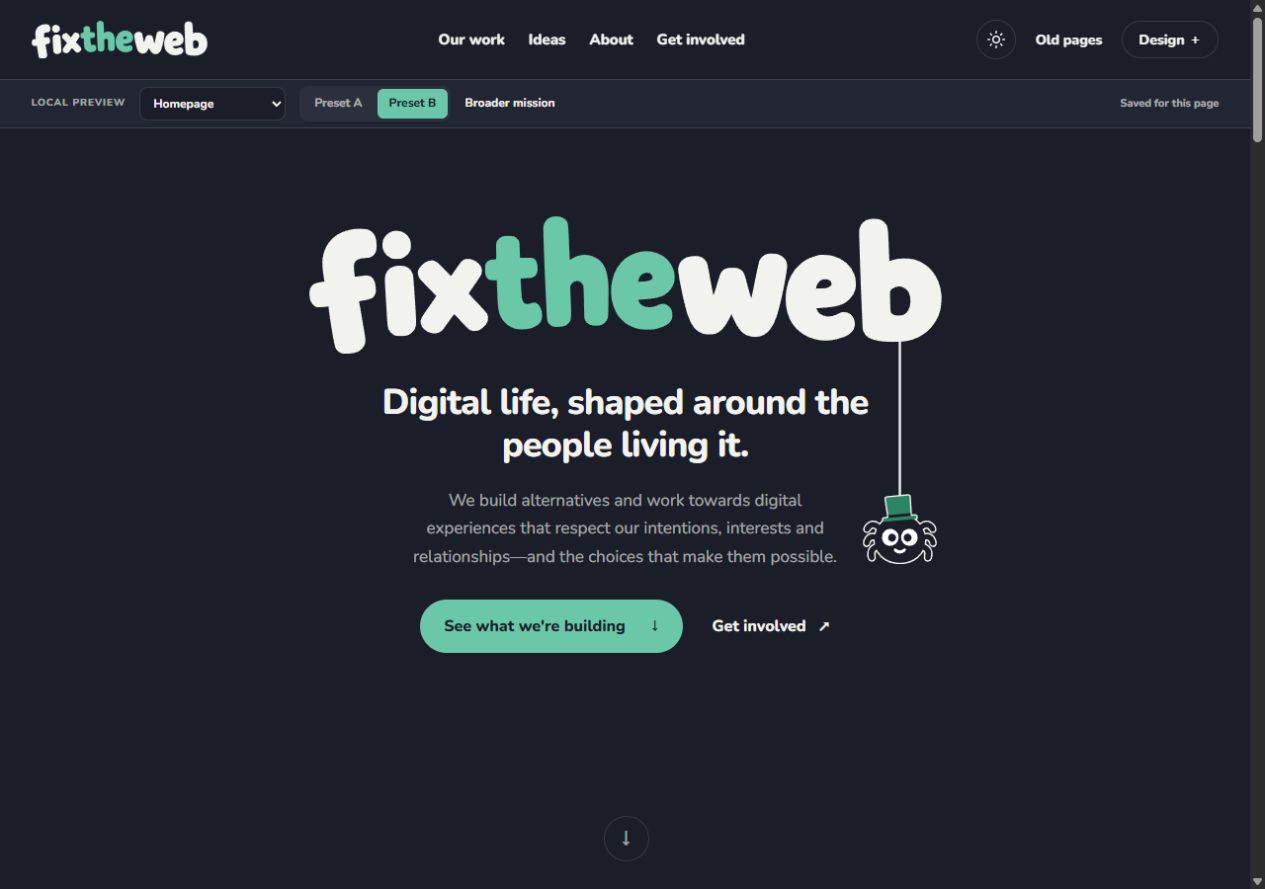 fixtheweb
Our work
Ideas
About
Get involved
Old pages
Design +
LOCAL PREVIEW
Homepage
Preset A
Preset B
Broader mission
Saved for this page
fixtheweb
Digital life, shaped around the
people living it.
We build alternatives and work towards digital
experiences that respect our intentions, interests and
relationships—and the choices that make them possible.
See what we're building ↓
Get involved ↗
↓